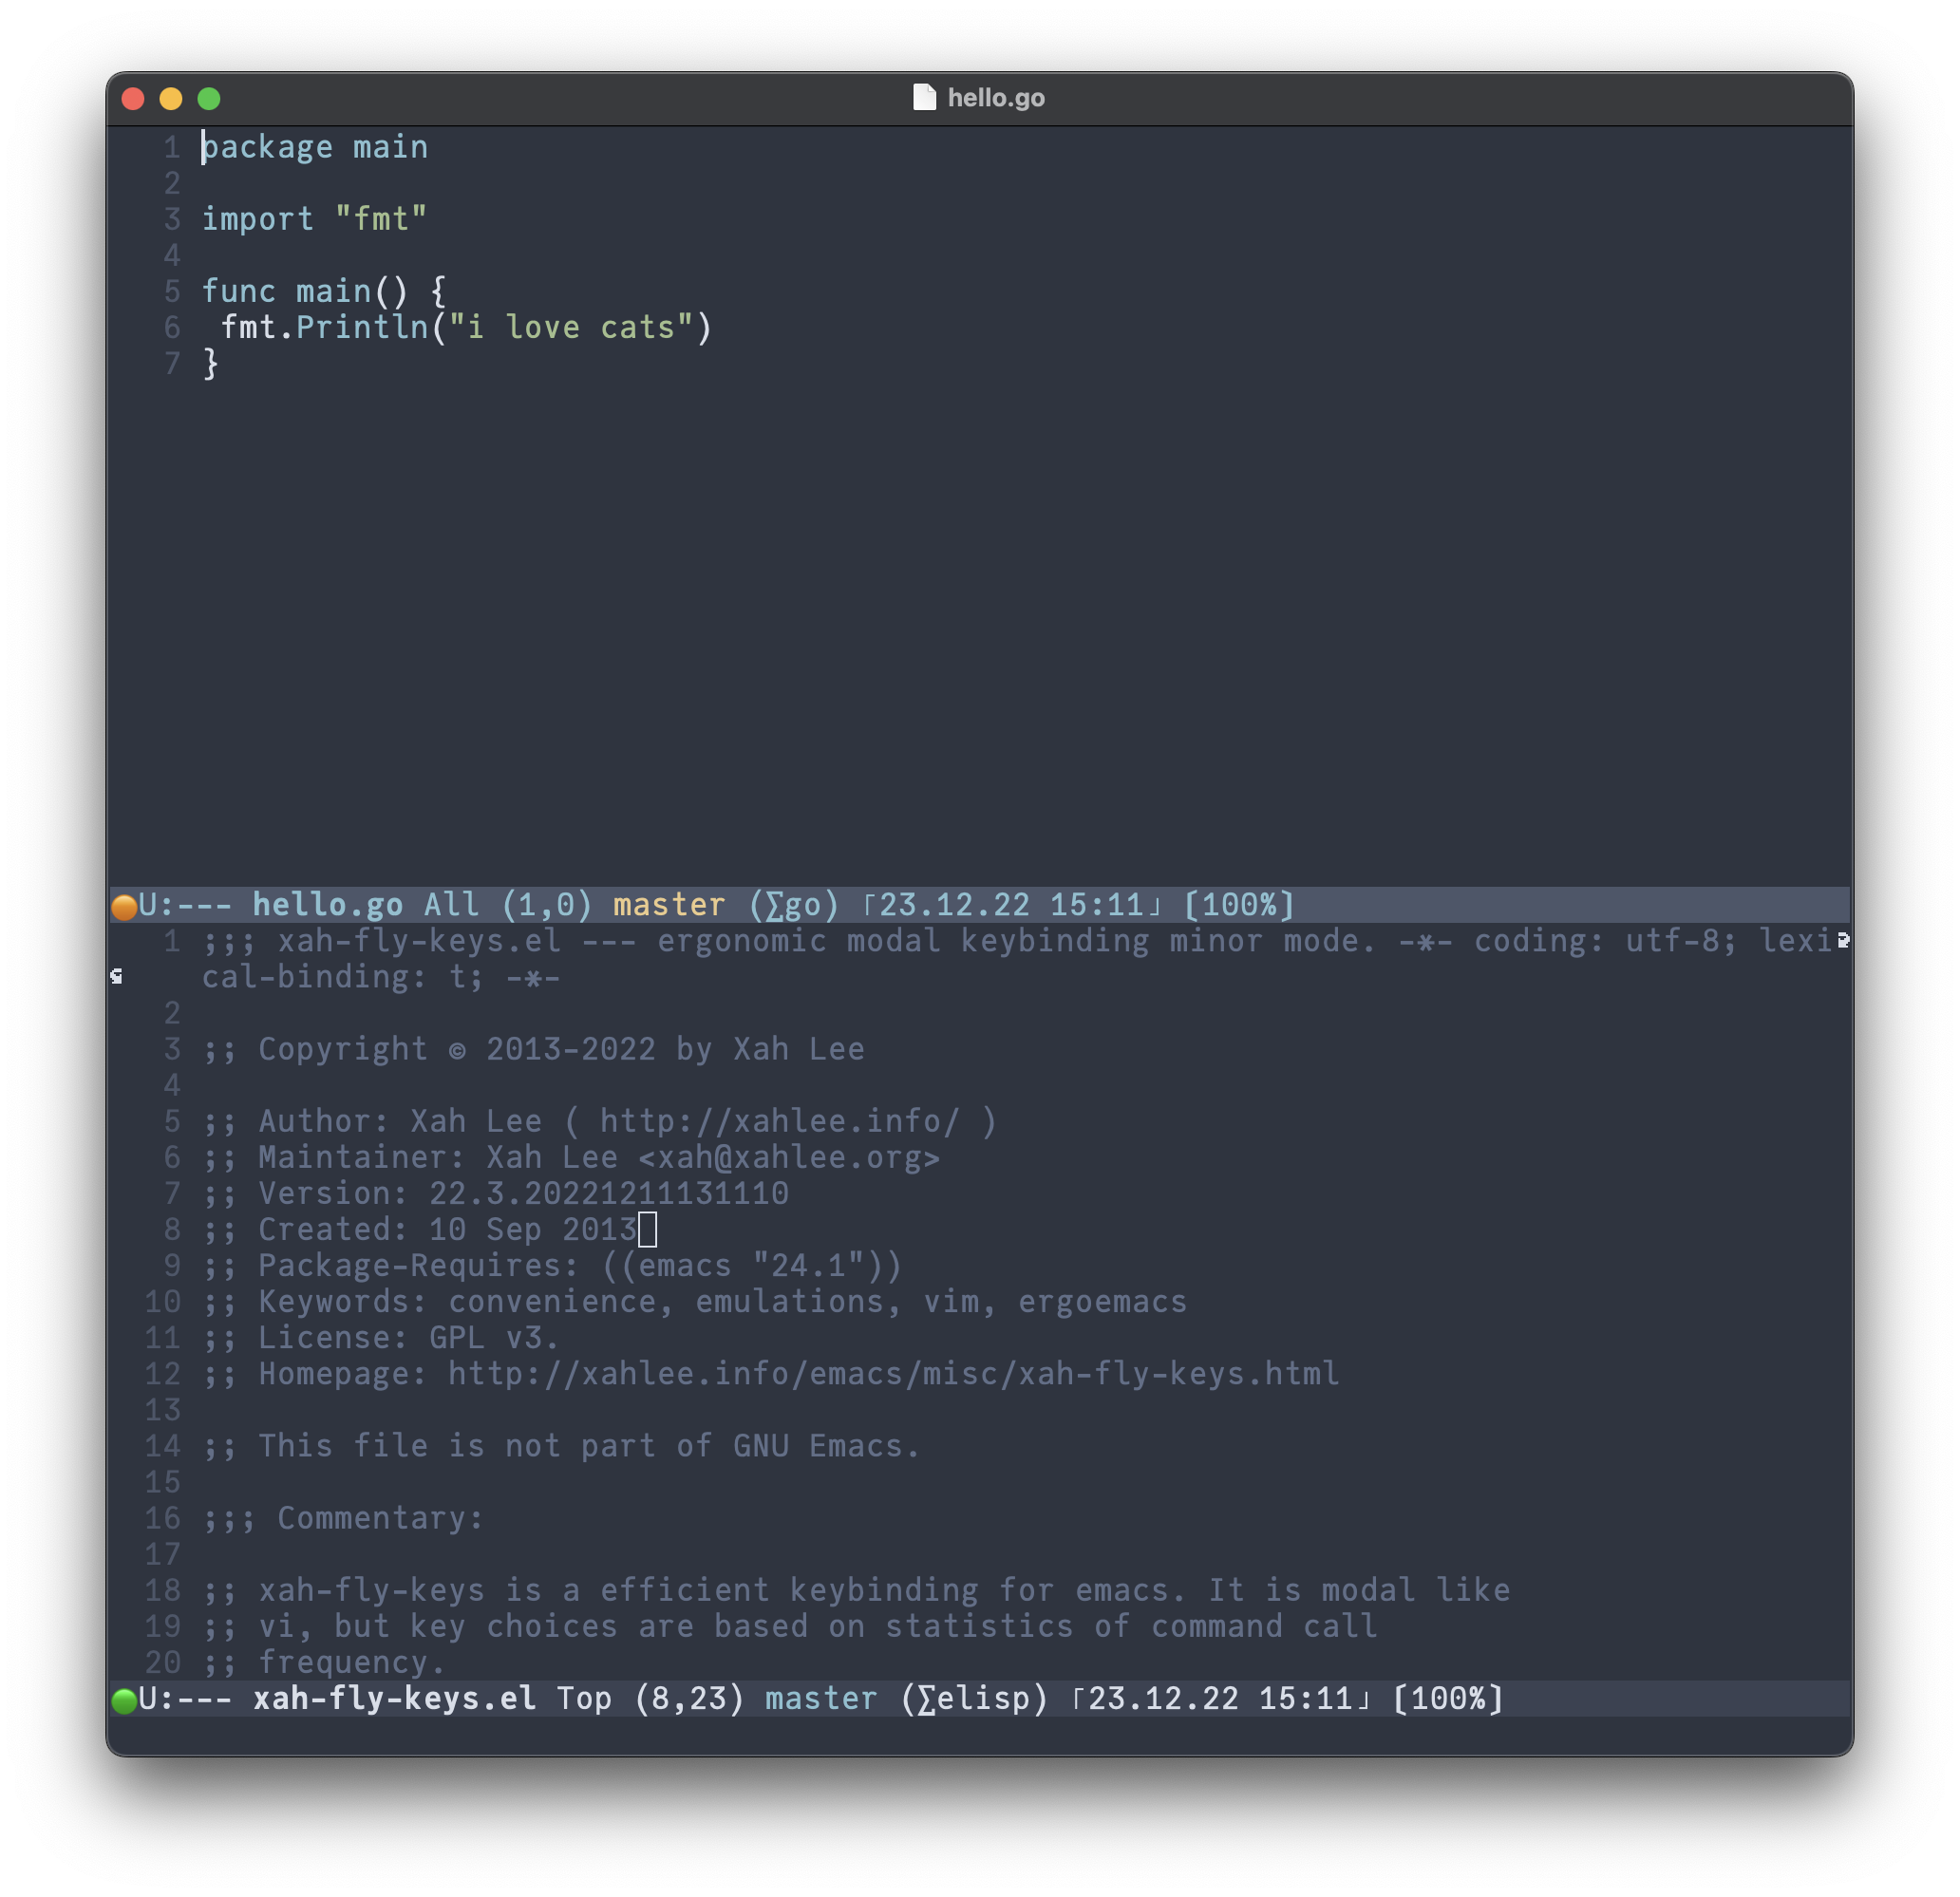 hello.go
1 package main
2
3 import "fmt"
4
5 func main() {
6  fmt.Println("i love cats")
7 }
U:--- hello.go All (1,0) master (∑go) ｢23.12.22 15:11｣ [100%]
1 ;;; xah-fly-keys.el --- ergonomic modal keybinding minor mode. -*- coding: utf-8; lexi
cal-binding: t; -*-
2
3 ;; Copyright © 2013-2022 by Xah Lee
4
5 ;; Author: Xah Lee ( http://xahlee.info/ )
6 ;; Maintainer: Xah Lee <xah@xahlee.org>
7 ;; Version: 22.3.20221211131110
8 ;; Created: 10 Sep 2013
9 ;; Package-Requires: ((emacs "24.1"))
10 ;; Keywords: convenience, emulations, vim, ergoemacs
11 ;; License: GPL v3.
12 ;; Homepage: http://xahlee.info/emacs/misc/xah-fly-keys.html
13
14 ;; This file is not part of GNU Emacs.
15
16 ;;; Commentary:
17
18 ;; xah-fly-keys is a efficient keybinding for emacs. It is modal like
19 ;; vi, but key choices are based on statistics of command call
20 ;; frequency.
U:--- xah-fly-keys.el Top (8,23) master (∑elisp) ｢23.12.22 15:11｣ [100%]